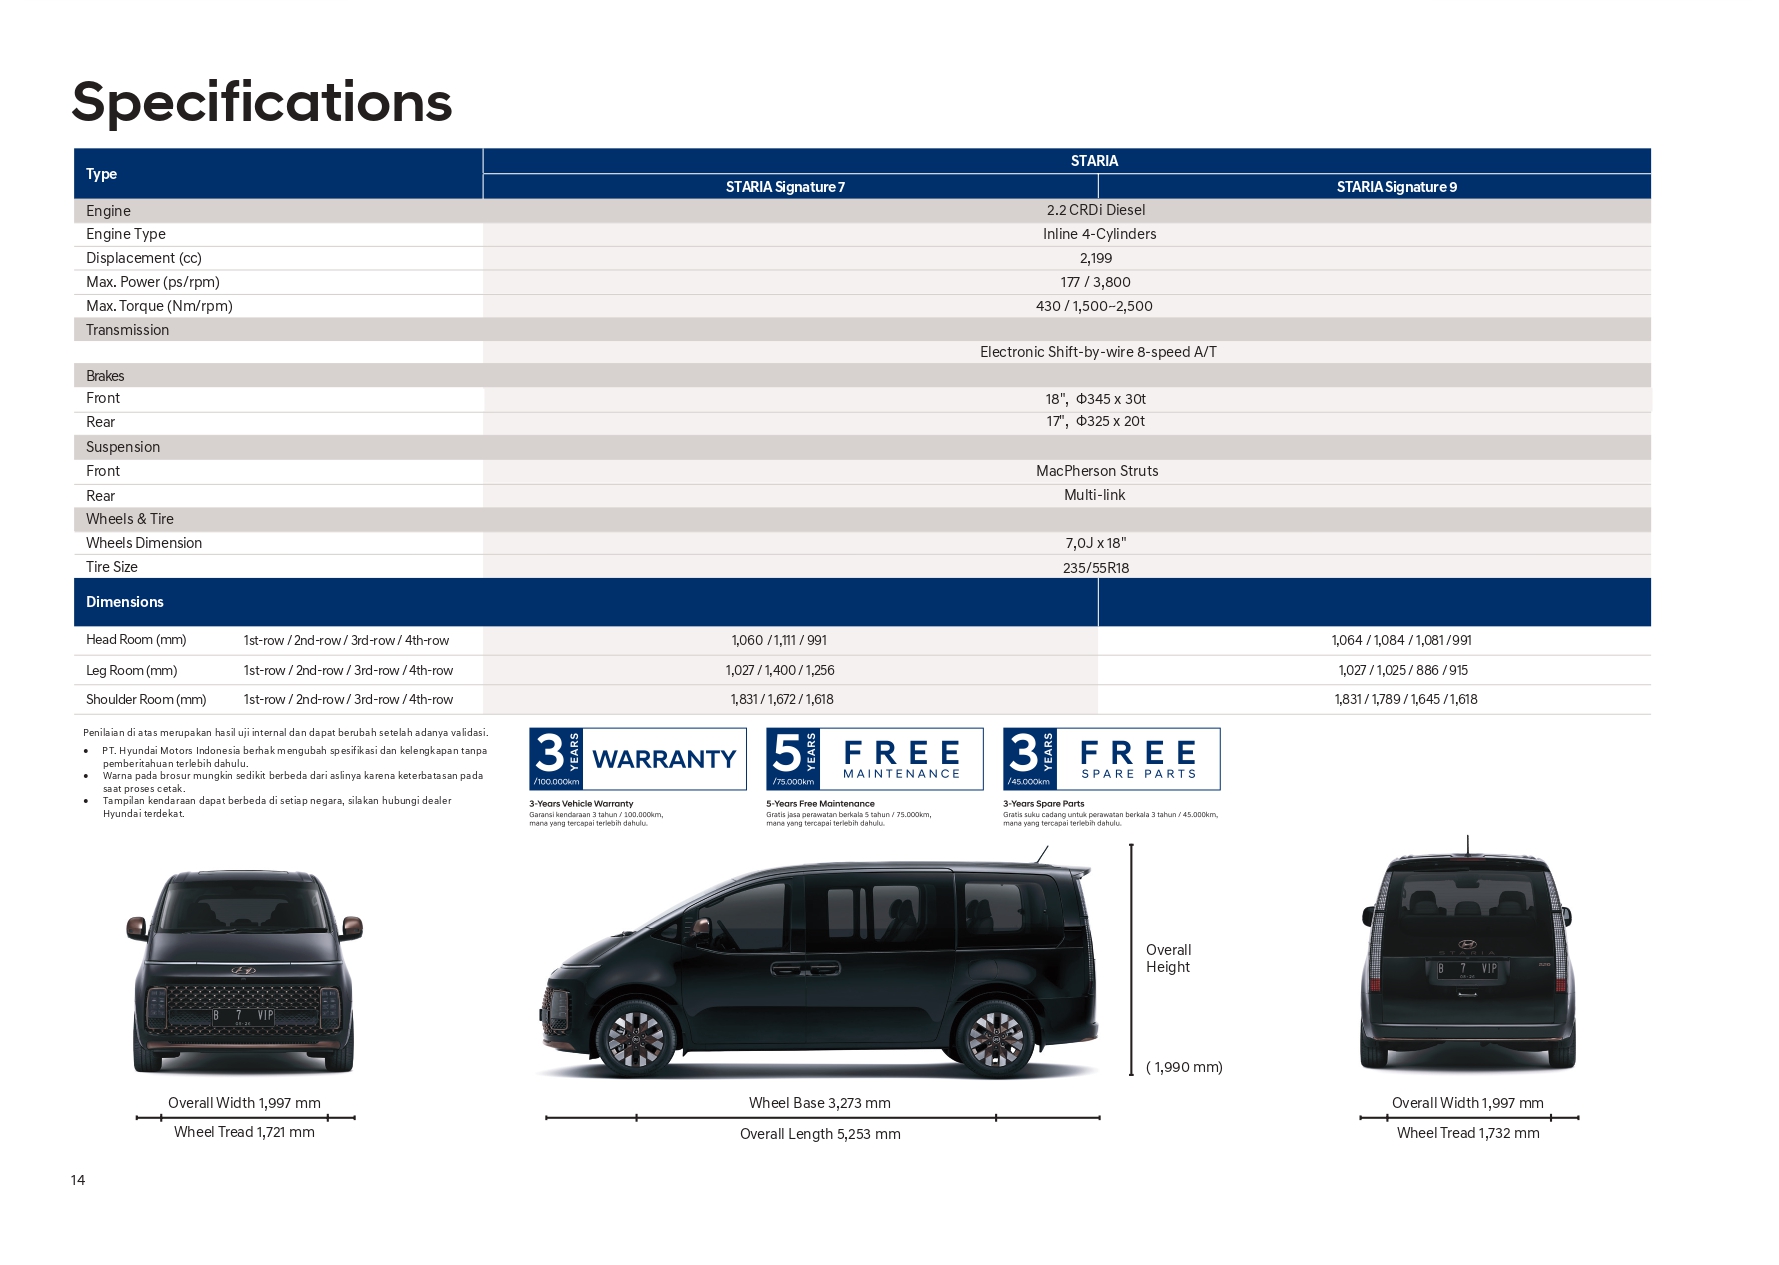 Specifications
Type
STARIA
STARIA Signature 7 STARIA Signature 9
Engine 2.2 CRDi Diesel
Engine Type Inline 4-Cylinders
Displacement (cc) 2,199
Max. Power (ps/rpm) 177 / 3,800
Max. Torque (Nm/rpm) 430 / 1,500~2,500
Transmission
Electronic Shift-by-wire 8-speed A/T
Brakes
Front 18", Φ345 x 30t
Rear 17", Φ325 x 20t
Suspension
Front MacPherson Struts
Rear Multi-link
Wheels & Tire
Wheels Dimension 7,0J x 18"
Tire Size 235/55R18
Dimensions
Head Room (mm) 1st-row / 2nd-row / 3rd-row / 4th-row 1,060 / 1,111 / 991 1,064 / 1,084 / 1,081 / 991
Leg Room (mm) 1st-row / 2nd-row / 3rd-row / 4th-row 1,027 / 1,400 / 1,256 1,027 / 1,025 / 886 / 915
Shoulder Room (mm) 1st-row / 2nd-row / 3rd-row / 4th-row 1,831 / 1,672 / 1,618 1,831 / 1,789 / 1,645 / 1,618
Penilaian di atas merupakan hasil uji internal dan dapat berubah setelah adanya validasi.
• PT. Hyundai Motors Indonesia berhak mengubah spesifikasi dan kelengkapan tanpa
pemberitahuan terlebih dahulu.
• Warna pada brosur mungkin sedikit berbeda dari aslinya karena keterbatasan pada
saat proses cetak.
• Tampilan kendaraan dapat berbeda di setiap negara, silakan hubungi dealer
Hyundai terdekat.
3 YEARS
/100.000km
WARRANTY
3-Years Vehicle Warranty
Garansi kendaraan 3 tahun / 100.000km,
mana yang tercapai terlebih dahulu.
5 YEARS
/75.000km
FREE
MAINTENANCE
5-Years Free Maintenance
Gratis jasa perawatan berkala 5 tahun / 75.000km,
mana yang tercapai terlebih dahulu.
3 YEARS
/45.000km
FREE
SPARE PARTS
3-Years Spare Parts
Gratis suku cadang untuk perawatan berkala 3 tahun / 45.000km,
mana yang tercapai terlebih dahulu.
B 7 VIP
Overall Width 1,997 mm
Wheel Tread 1,721 mm
Wheel Base 3,273 mm
Overall Length 5,253 mm
Overall
Height
( 1,990 mm)
STARIA
B 7 VIP
Overall Width 1,997 mm
Wheel Tread 1,732 mm
14